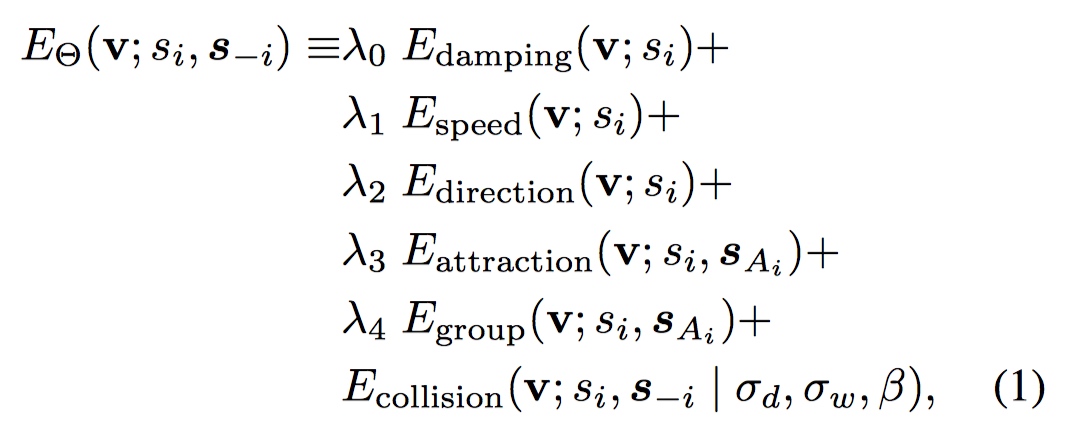 E_Θ(v; s_i, s_{−i}) ≡ λ_0 E_damping(v; s_i)+
λ_1 E_speed(v; s_i)+
λ_2 E_direction(v; s_i)+
λ_3 E_attraction(v; s_i, s_{A_i})+
λ_4 E_group(v; s_i, s_{A_i})+
E_collision(v; s_i, s_{−i} | σ_d, σ_w, β), (1)